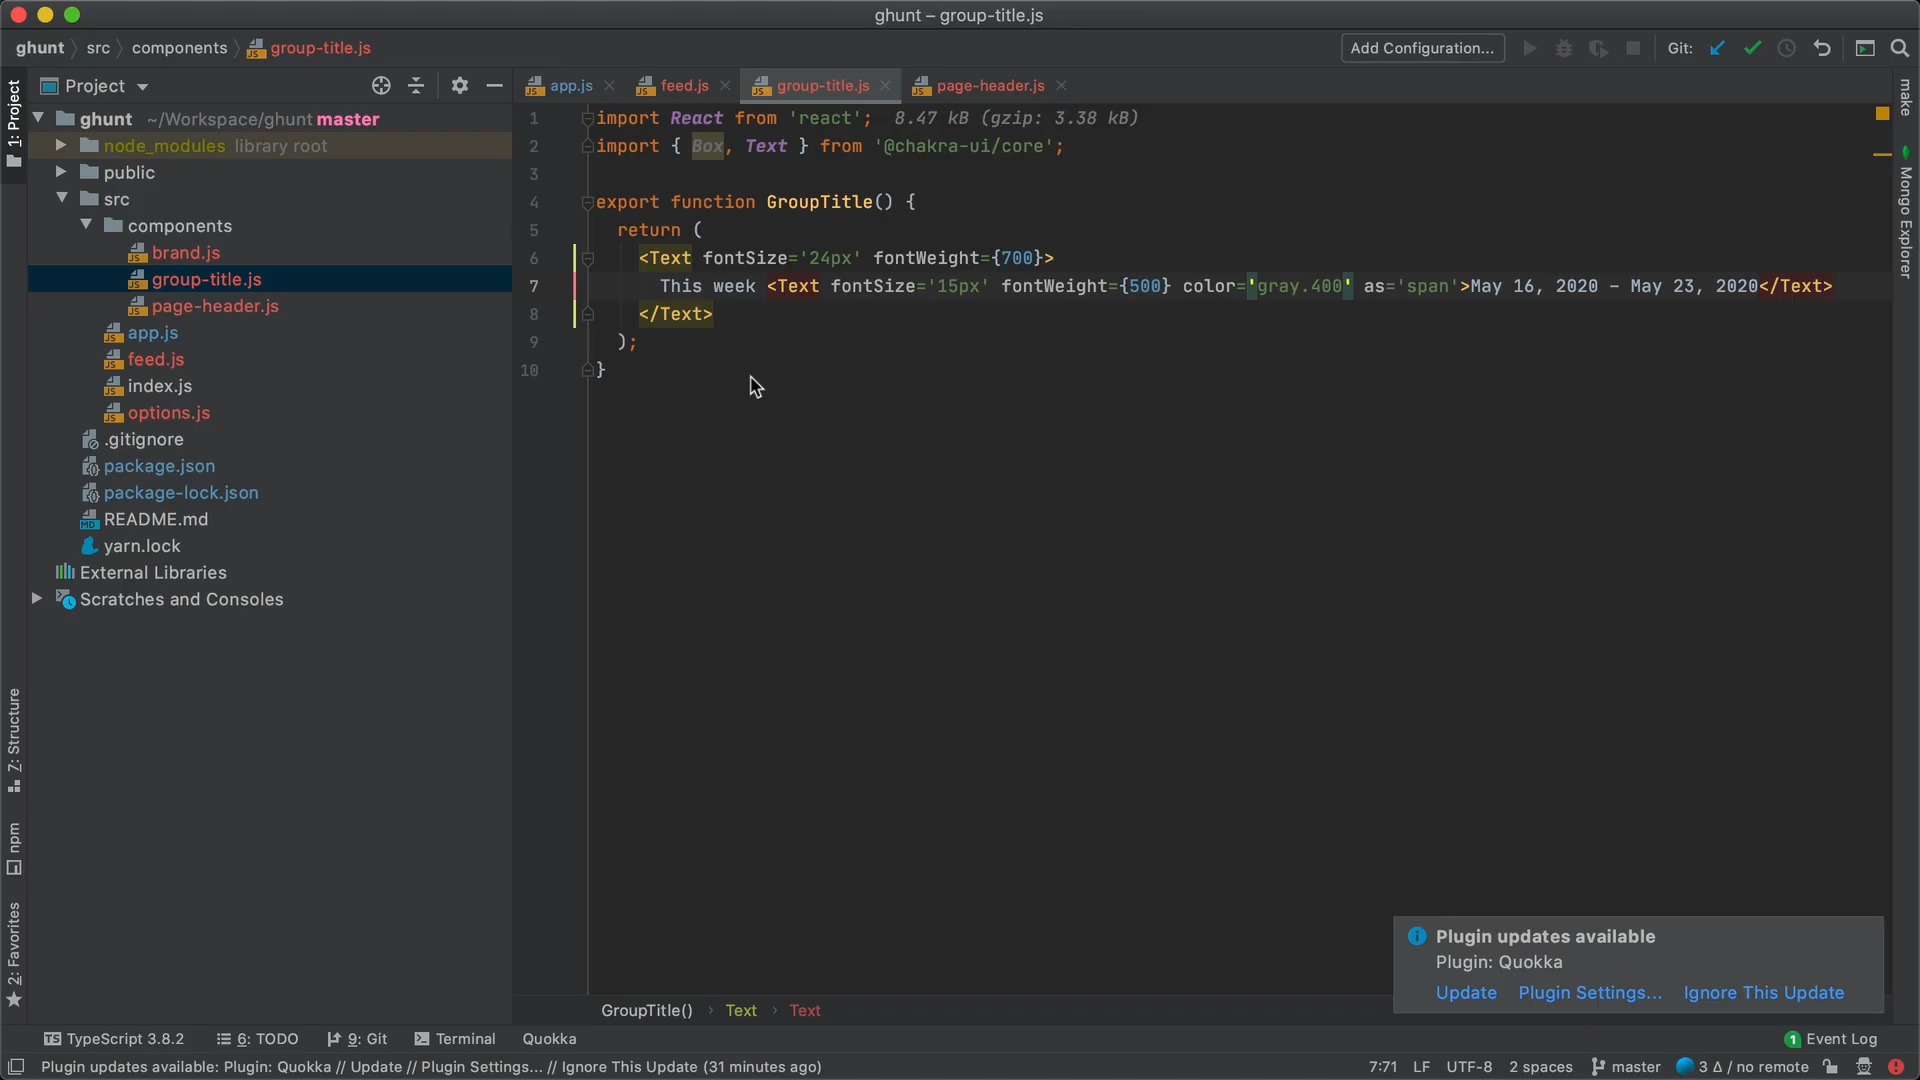 ghunt – group-title.js
ghunt src components group-title.js
Add Configuration...
Git:
1: Project
Project
app.js feed.js group-title.js page-header.js
ghunt ~/Workspace/ghunt master
node_modules library root
public
src
components
brand.js
group-title.js
page-header.js
app.js
feed.js
index.js
options.js
.gitignore
package.json
package-lock.json
README.md
yarn.lock
External Libraries
Scratches and Consoles
1 import React from 'react'; 8.47 kB (gzip: 3.38 kB)
2 import { Box, Text } from '@chakra-ui/core';
3
4 export function GroupTitle() {
5 return (
6 <Text fontSize='24px' fontWeight={700}>
7 This week <Text fontSize='15px' fontWeight={500} color='gray.400' as='span'>May 16, 2020 - May 23, 2020</Text>
8 </Text>
9 );
10 }
make
Mongo Explorer
7: Structure
npm
2: Favorites
Plugin updates available
Plugin: Quokka
Update Plugin Settings... Ignore This Update
GroupTitle() Text Text
TypeScript 3.8.2 6: TODO 9: Git Terminal Quokka
1 Event Log
Plugin updates available: Plugin: Quokka // Update // Plugin Settings... // Ignore This Update (31 minutes ago)
7:71 LF UTF-8 2 spaces master 3 Δ / no remote